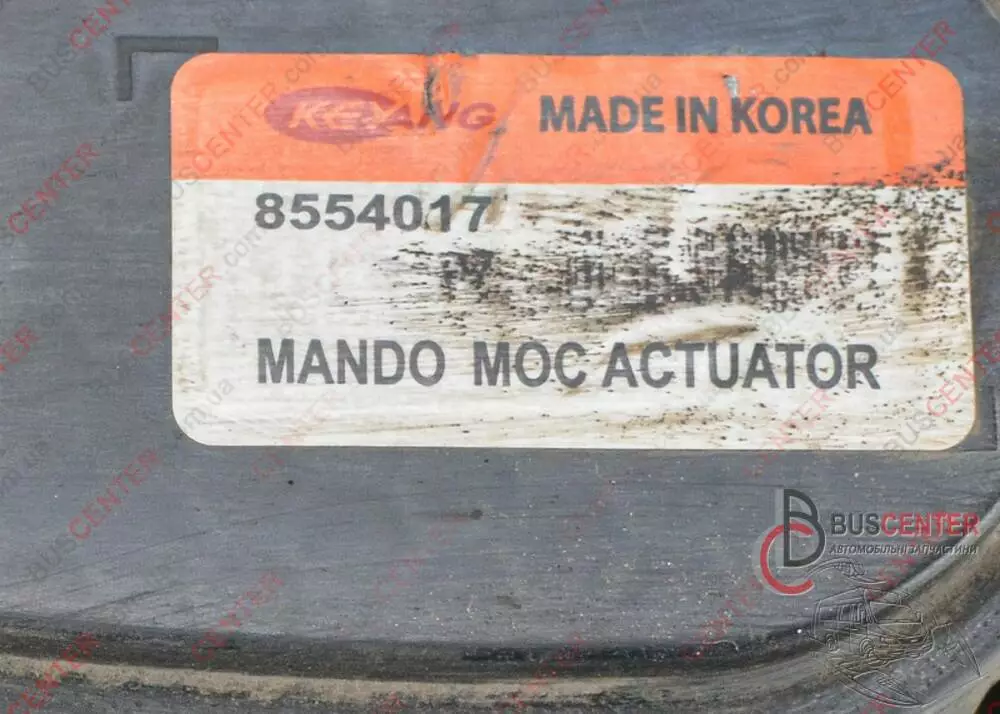 KEYANG MADE IN KOREA
8554017
MANDO MOC ACTUATOR
BUSCENTER
АВТОМОБІЛЬНІ ЗАПЧАСТИНИ